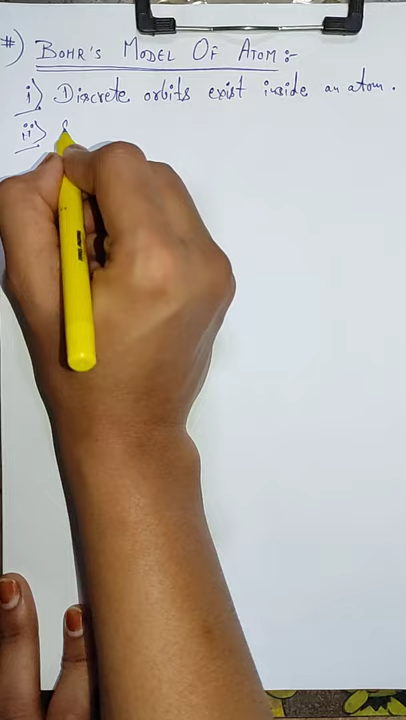 #) BOHR'S MODEL OF ATOM :-
i) Discrete orbits exist inside an atom.
ii)